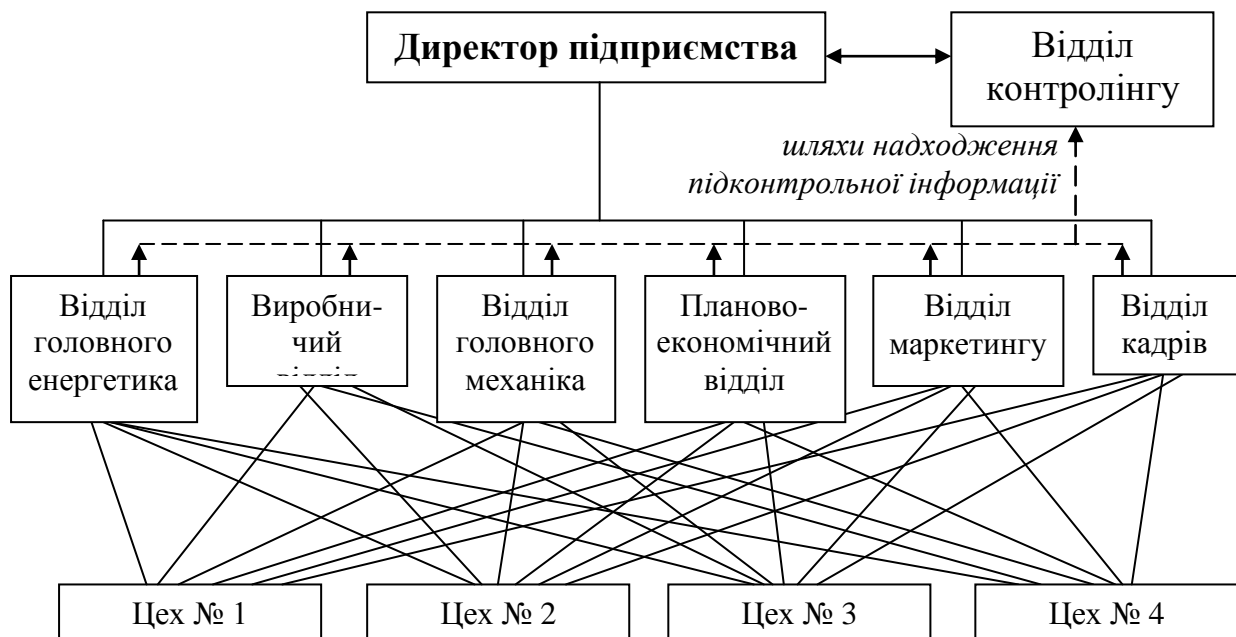 Директор підприємства
Відділ
контролінгу
шляхи надходження
підконтрольної інформації
Відділ
головного
енергетика
Виробни-
чий
Відділ
головного
механіка
Планово-
економічний
відділ
Відділ
маркетингу
Відділ
кадрів
Цех № 1
Цех № 2
Цех № 3
Цех № 4